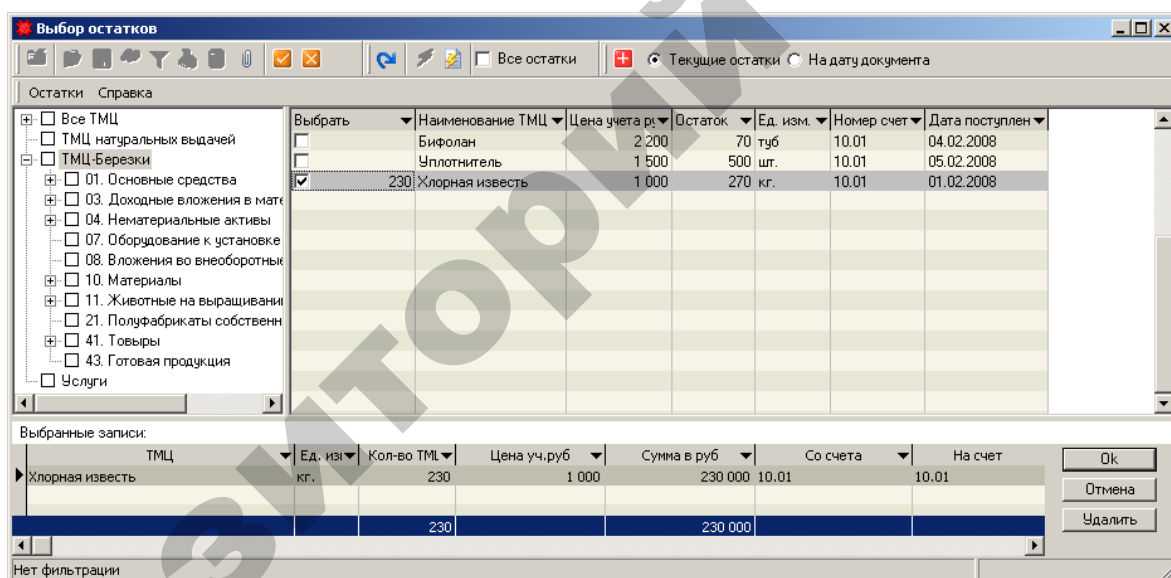 Выбор остатков
Все остатки Текущие остатки На дату документа
Остатки Справка
Все ТМЦ
ТМЦ натуральных выдачей
ТМЦ-Березки
01. Основные средства
03. Доходные вложения в мате
04. Нематериальные активы
07. Оборудование к установке
08. Вложения во внеоборотные
10. Материалы
11. Животные на выращивани
21. Полуфабрикаты собственн
41. Товыры
43. Готовая продукция
Услуги
Выбрать Наименование ТМЦ Цена учета ру Остаток Ед. изм. Номер счет Дата поступлен
Бифолан 2 200 70 туб 10.01 04.02.2008
Уплотнитель 1 500 500 шт. 10.01 05.02.2008
230 Хлорная известь 1 000 270 кг. 10.01 01.02.2008
Выбранные записи:
ТМЦ Ед. изм Кол-во ТМЦ Цена уч.руб Сумма в руб Со счета На счет
Хлорная известь кг. 230 1 000 230 000 10.01 10.01
230 230 000
Ok
Отмена
Удалить
Нет фильтрации
зиторий